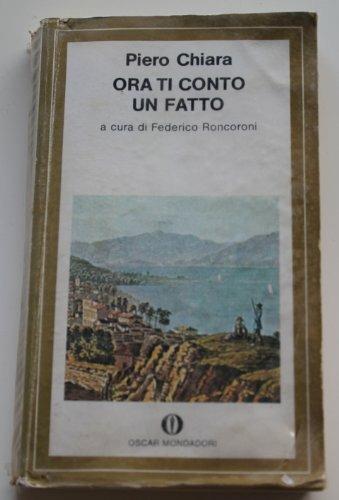 Piero Chiara
ORA TI CONTO
UN FATTO
a cura di Federico Roncoroni
OSCAR MONDADORI